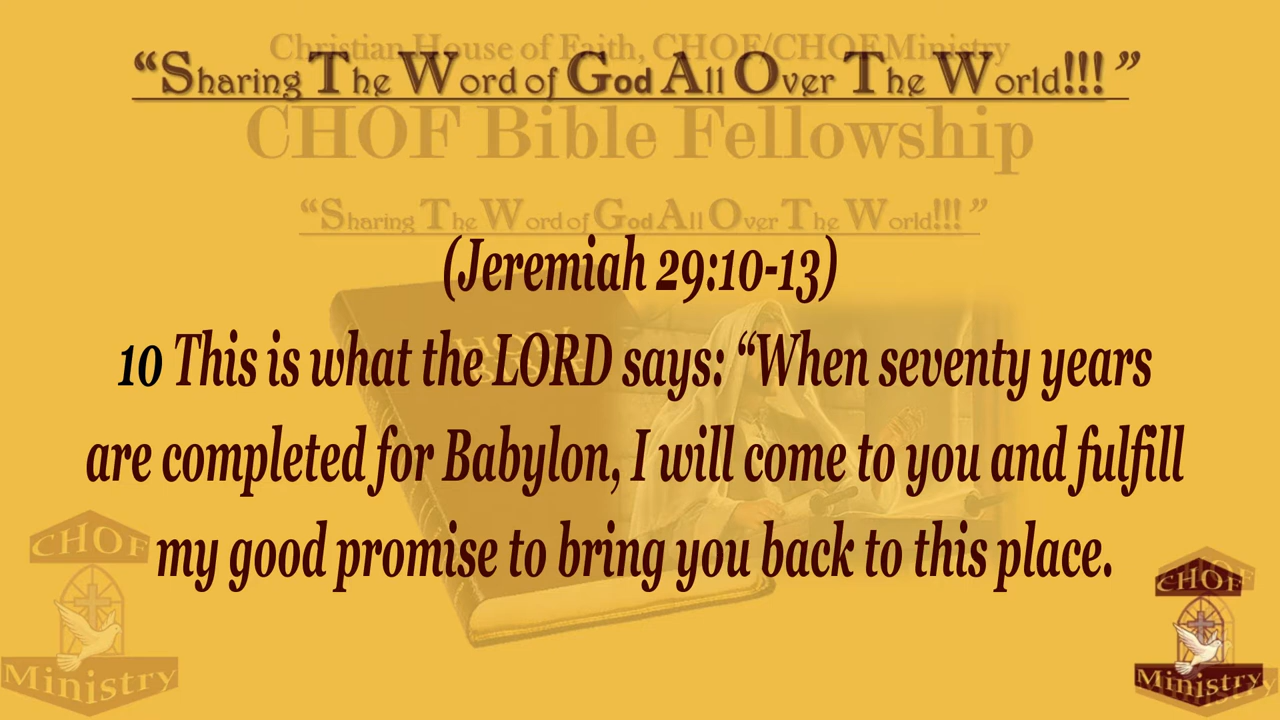 Christian House of Faith, CHOF/CHOF Ministry
“Sharing The Word of God All Over The World!!!”
CHOF Bible Fellowship
“Sharing The Word of God All Over The World!!!”
(Jeremiah 29:10-13)
10 This is what the LORD says: “When seventy years
are completed for Babylon, I will come to you and fulfill
my good promise to bring you back to this place.
HOLY
BIBLE
CHOF
Ministry
CHOF
Ministry